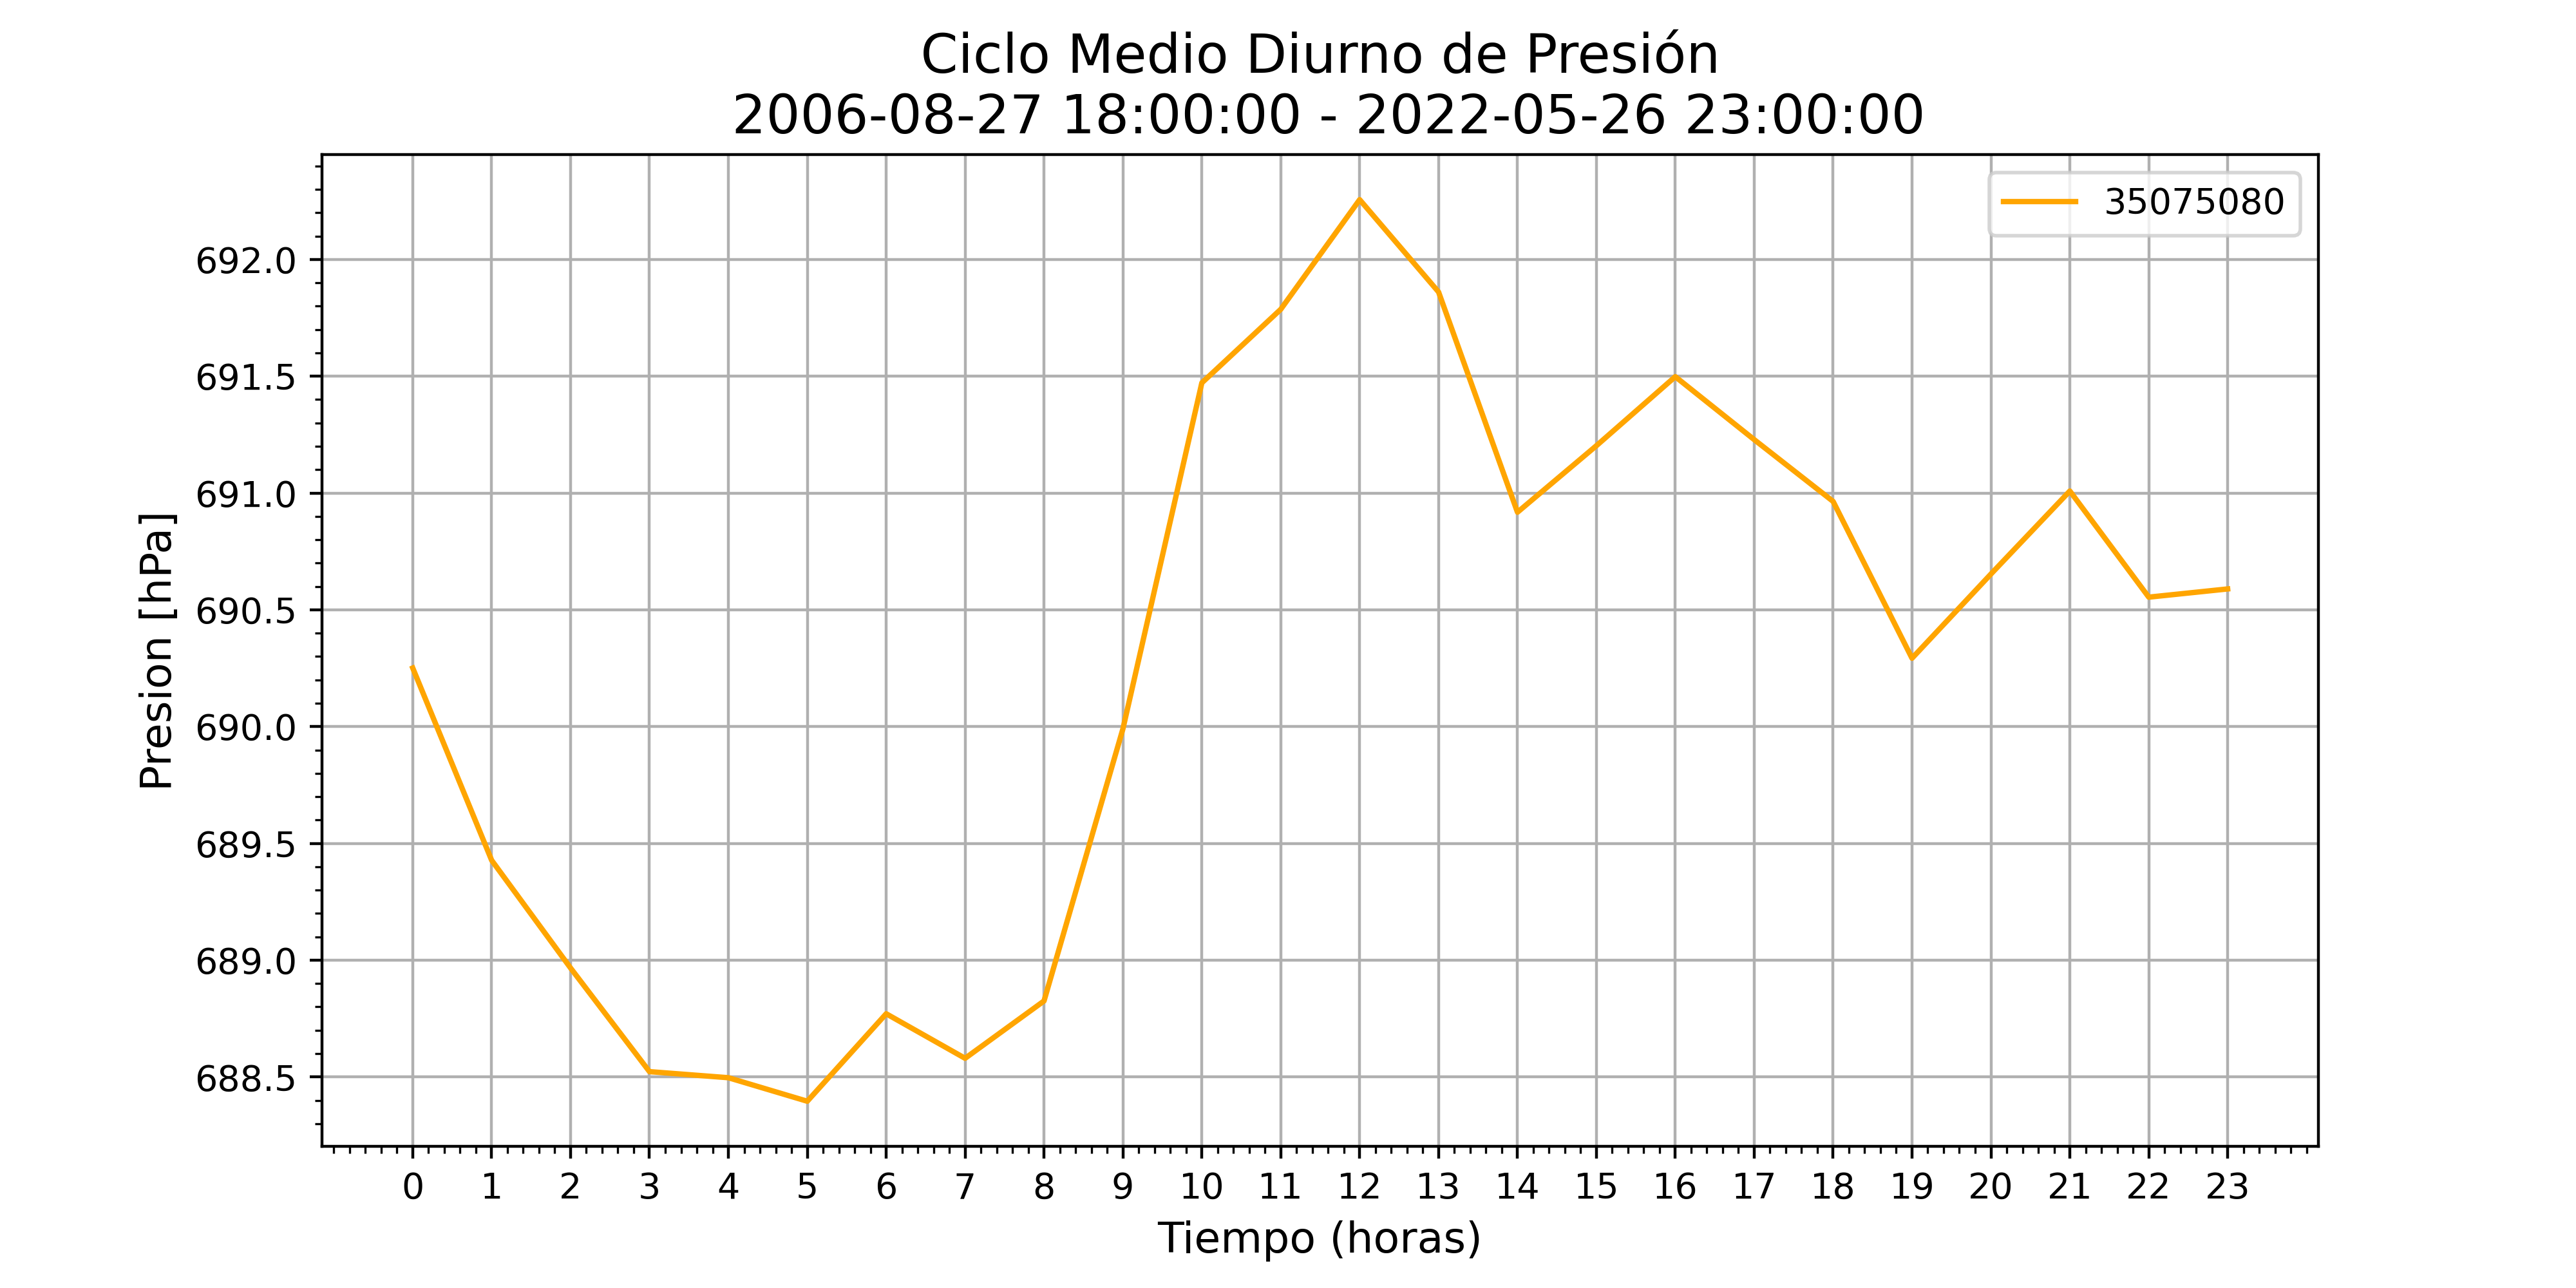 Ciclo Medio Diurno de Presión
2006-08-27 18:00:00 - 2022-05-26 23:00:00
35075080
692.0
691.5
691.0
690.5
690.0
689.5
689.0
688.5
Presion [hPa]
0 1 2 3 4 5 6 7 8 9 10 11 12 13 14 15 16 17 18 19 20 21 22 23
Tiempo (horas)